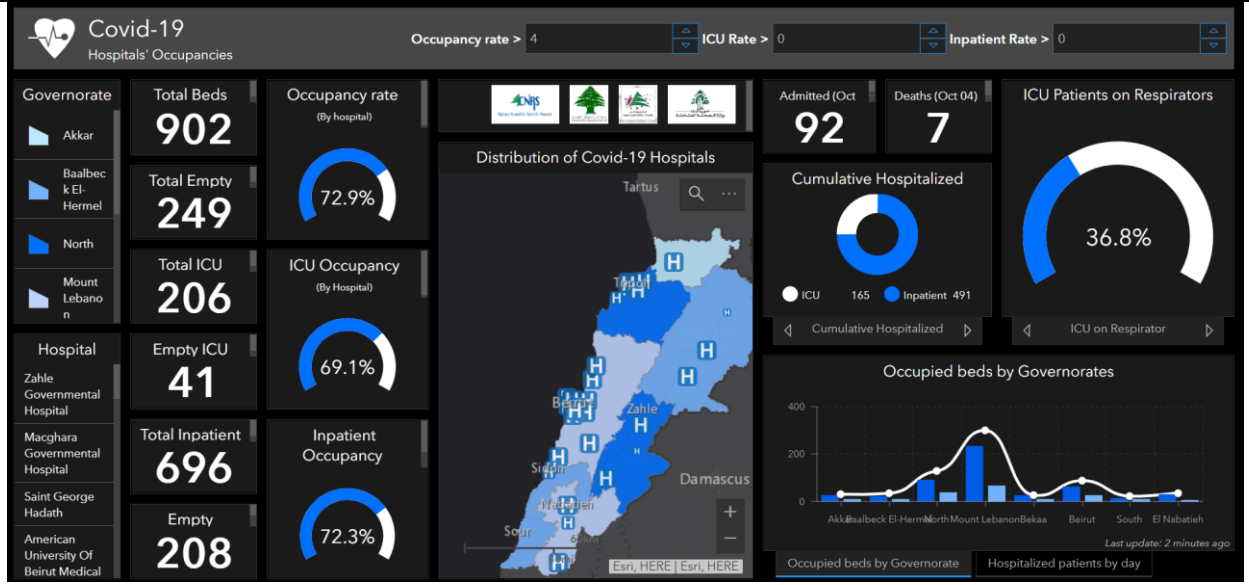 Covid-19
Hospitals' Occupancies
Occupancy rate > 4
ICU Rate > 0
Inpatient Rate > 0
Governorate
Akkar
Baalbec
k El-
Hermel
North
Mount
Lebano
n
Hospital
Zahle
Governmental
Hospital
Macghara
Governmental
Hospital
Saint George
Hadath
American
University Of
Beirut Medical
Total Beds
902
Total Empty
249
Total ICU
206
Empty ICU
41
Total Inpatient
696
Empty
208
Occupancy rate
(By hospital)
72.9%
ICU Occupancy
(By Hospital)
69.1%
Inpatient
Occupancy
72.3%
CNRS
Distribution of Covid-19 Hospitals
Tartus
Beirut
Zahle
Sidon
Damascus
Nabatieh
Sour
Esri, HERE | Esri, HERE
Admitted (Oct
92
Deaths (Oct 04)
7
Cumulative Hospitalized
ICU 165
Inpatient 491
Cumulative Hospitalized
ICU Patients on Respirators
36.8%
ICU on Respirator
Occupied beds by Governorates
400
200
0
Akkar
Baalbeck El-Hermel
North
Mount Lebanon
Bekaa
Beirut
South
El Nabatieh
Last update: 2 minutes ago
Occupied beds by Governorate
Hospitalized patients by day